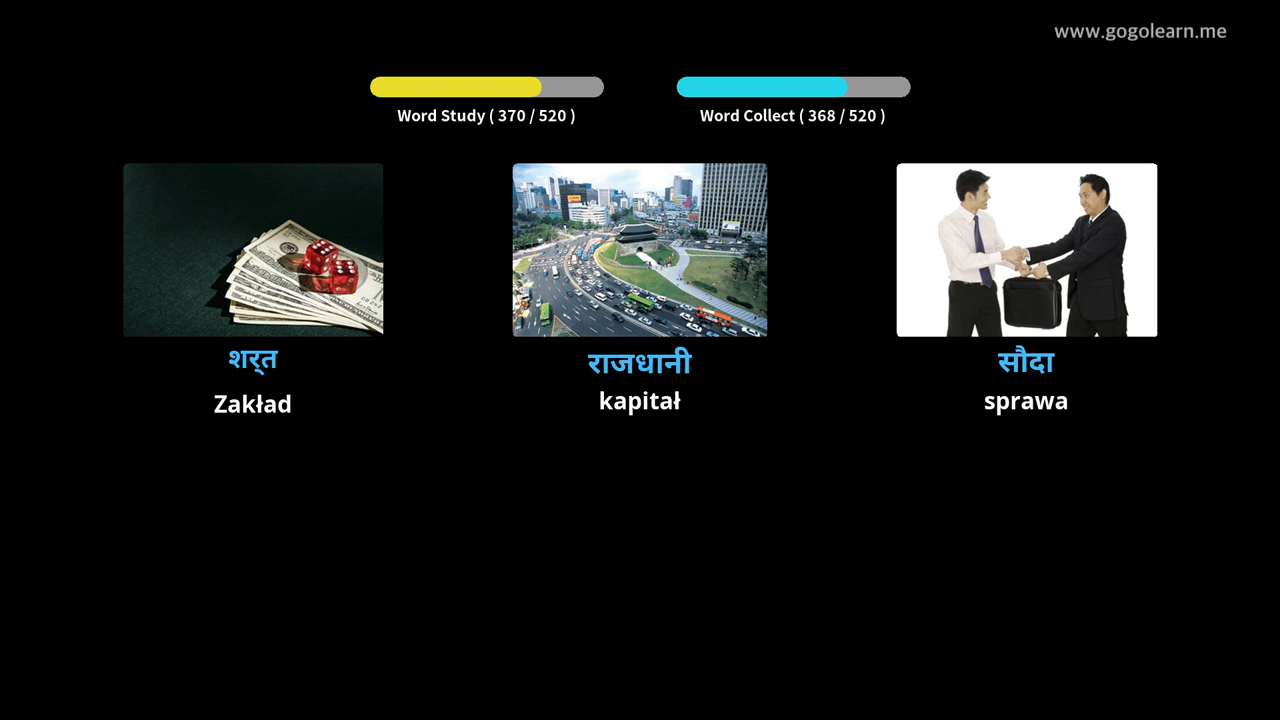 www.gogolearn.me
Word Study ( 370 / 520 )
Word Collect ( 368 / 520 )
शर्त
राजधानी
सौदा
Zakład
kapitał
sprawa